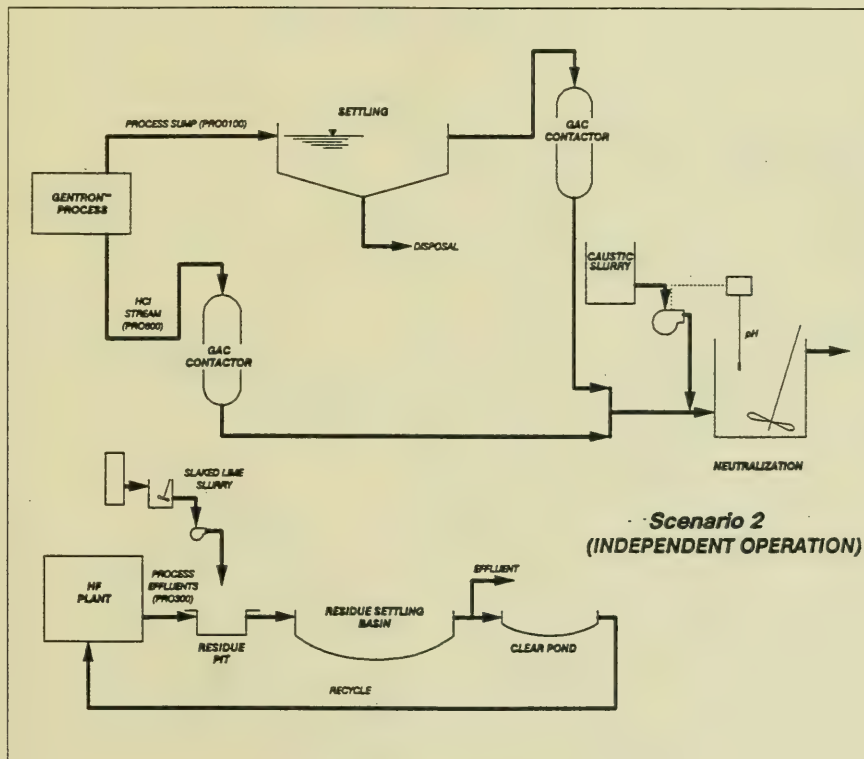 SETTLING
PROCESS SUMP (PRO0100)
GAC
CONTACTOR
GENTRON™
PROCESS
DISPOSAL
CAUSTIC
SLURRY
HCl
STREAM
(PRO600)
GAC
CONTACTOR
pH
NEUTRALIZATION
SLAKED LIME
SLURRY
Scenario 2
(INDEPENDENT OPERATION)
HF
PLANT
PROCESS
EFFLUENTS
(PRO300)
EFFLUENT
RESIDUE SETTLING
BASIN
RESIDUE
PIT
CLEAR POND
RECYCLE